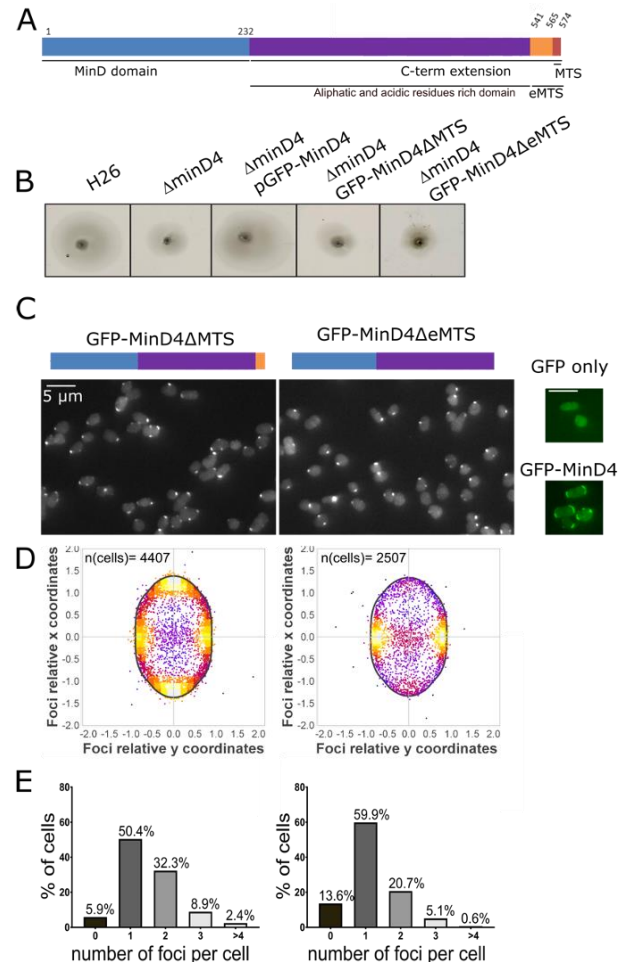 A
1
232
541
565
574
MinD domain
C-term extension
MTS
Aliphatic and acidic residues rich domain
eMTS
B
H26
ΔminD4
ΔminD4
pGFP-MinD4
ΔminD4
GFP-MinD4ΔMTS
ΔminD4
GFP-MinD4ΔeMTS
C
GFP-MinD4ΔMTS
GFP-MinD4ΔeMTS
GFP only
5 µm
GFP-MinD4
D
n(cells)= 4407
n(cells)= 2507
Foci relative x coordinates
2.0
1.5
1.0
0.5
0.0
-0.5
-1.0
-1.5
-2.0
-2.0 -1.5 -1.0 -0.5 0.0 0.5 1.0 1.5 2.0
Foci relative y coordinates
Foci relative x coordinates
2.0
1.5
1.0
0.5
0.0
-0.5
-1.0
-1.5
-2.0
-2.0 -1.5 -1.0 -0.5 0.0 0.5 1.0 1.5 2.0
Foci relative y coordinates
E
% of cells
80
60
40
20
0
5.9%
50.4%
32.3%
8.9%
2.4%
0 1 2 3 >4
number of foci per cell
% of cells
80
60
40
20
0
13.6%
59.9%
20.7%
5.1%
0.6%
0 1 2 3 >4
number of foci per cell